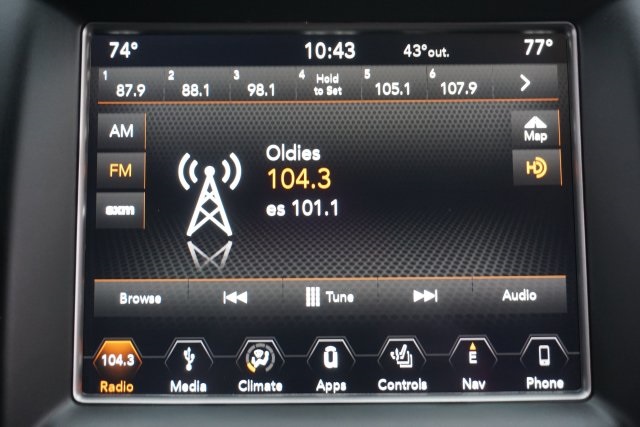 74° 10:43 43° out. 77°
1 2 3 4 Hold 5 6
87.9 88.1 98.1 to Set 105.1 107.9
AM
Map
Oldies
FM 104.3 HD
sxm es 101.1
Browse Tune Audio
104.3 E
Radio Media Climate Apps Controls Nav Phone